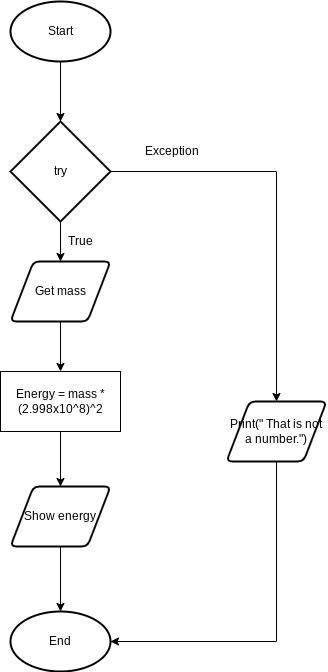 Start
try
Exception
True
Get mass
Energy = mass *
(2.998x10^8)^2
Print(" That is not
a number.")
Show energy
End